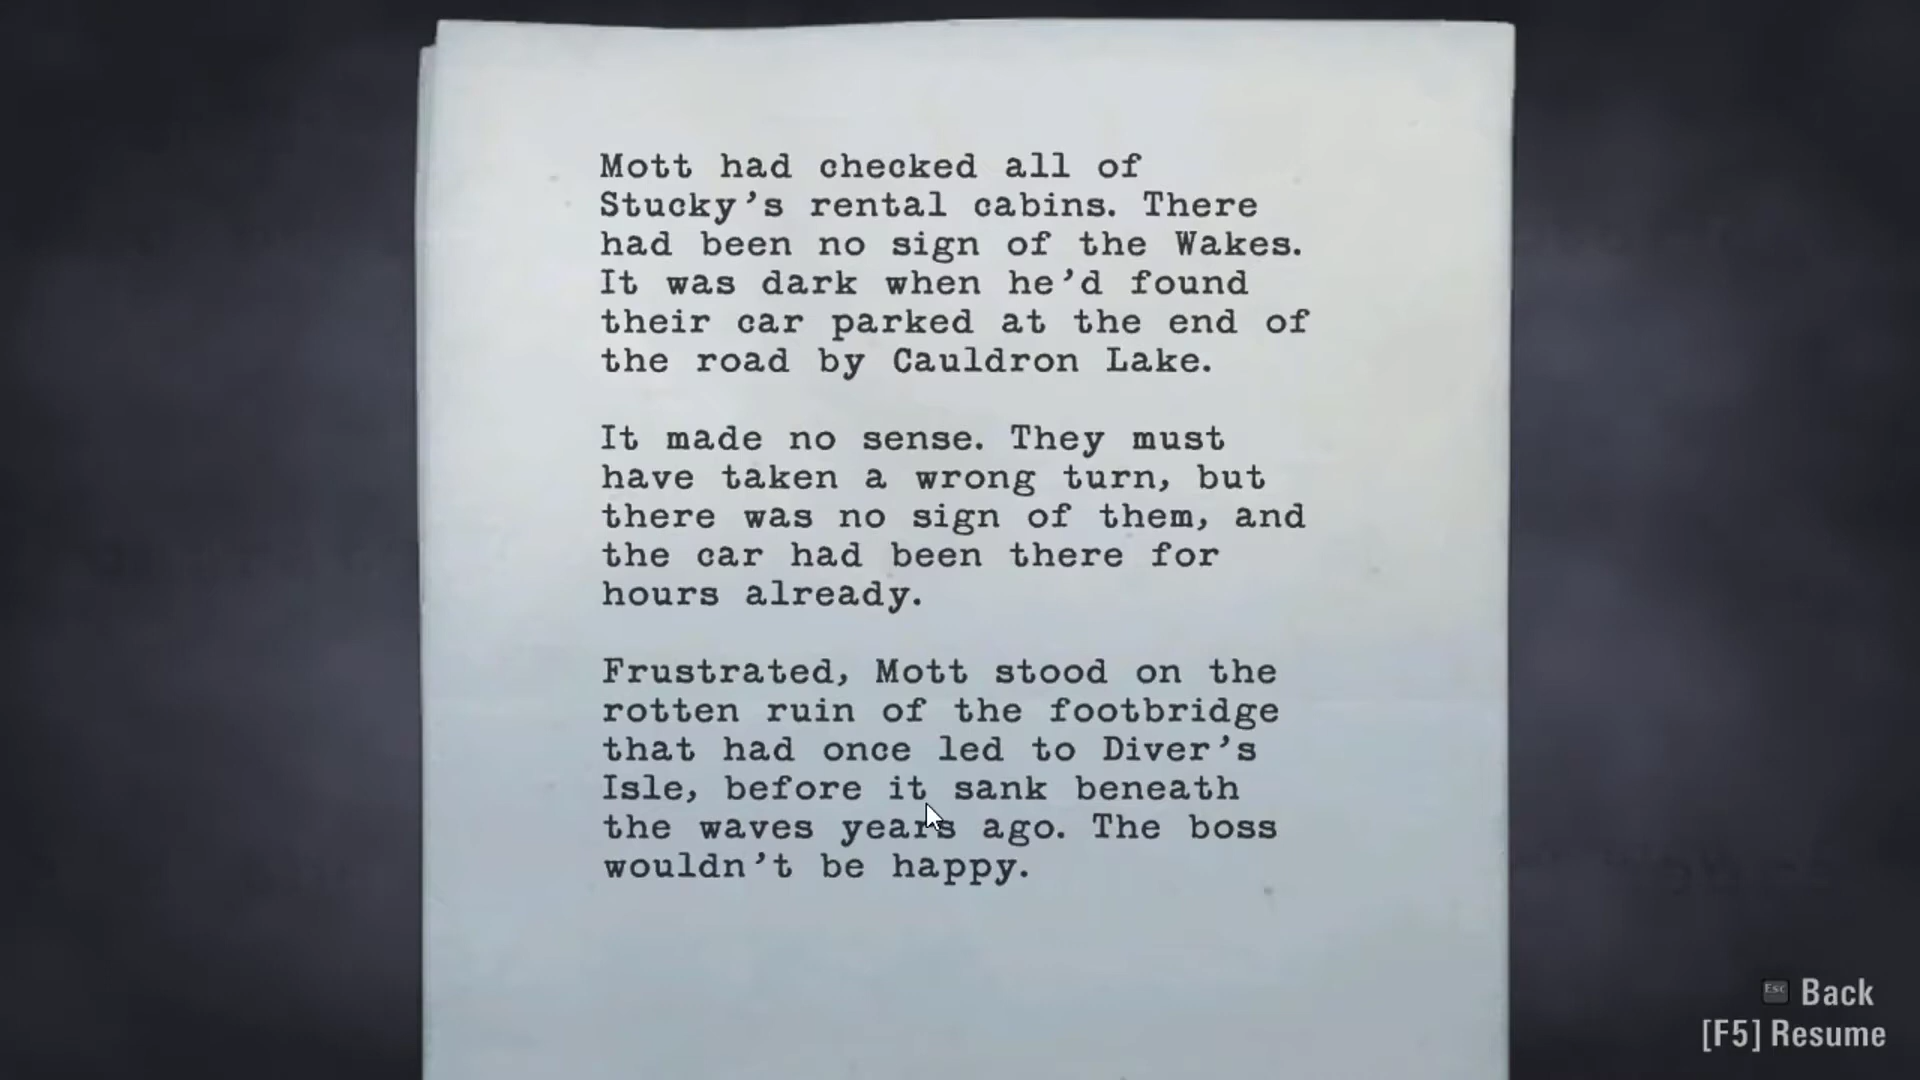 Mott had checked all of
Stucky's rental cabins. There
had been no sign of the Wakes.
It was dark when he'd found
their car parked at the end of
the road by Cauldron Lake.
It made no sense. They must
have taken a wrong turn, but
there was no sign of them, and
the car had been there for
hours already.
Frustrated, Mott stood on the
rotten ruin of the footbridge
that had once led to Diver's
Isle, before it sank beneath
the waves years ago. The boss
wouldn't be happy.
Esc Back
[F5] Resume